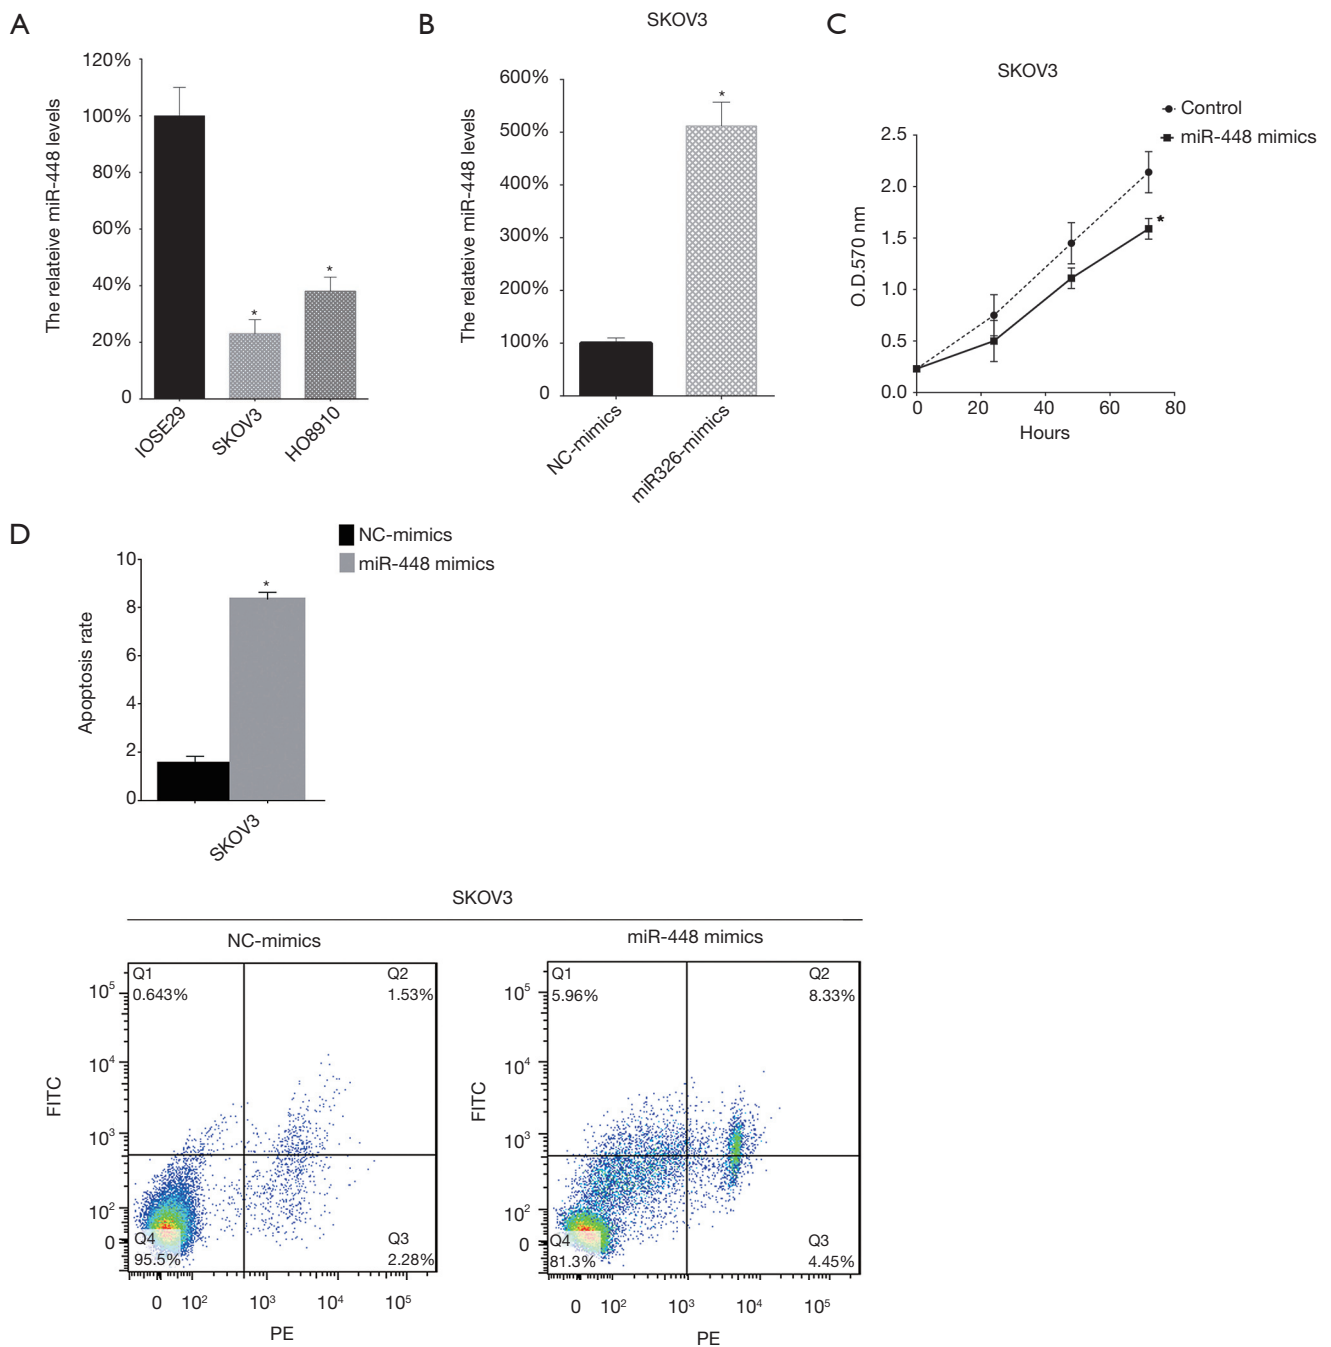 A
The relateive miR-448 levels
120%
100%
80%
60%
40%
20%
0
*
*
IOSE29
SKOV3
HO8910
B
SKOV3
The relateive miR-448 levels
600%
500%
400%
300%
200%
100%
0
*
NC-mimics
miR326-mimics
C
SKOV3
Control
miR-448 mimics
O.D.570 nm
2.5
2.0
1.5
1.0
0.5
0.0
*
0 20 40 60 80
Hours
D
NC-mimics
miR-448 mimics
Apoptosis rate
10
8
6
4
2
0
*
SKOV3
SKOV3
NC-mimics
FITC
10⁵
10⁴
10³
10²
0
Q1
0.643%
Q2
1.53%
Q4
95.5%
Q3
2.28%
0 10² 10³ 10⁴ 10⁵
PE
miR-448 mimics
FITC
10⁵
10⁴
10³
10²
0
Q1
5.96%
Q2
8.33%
Q4
81.3%
Q3
4.45%
0 10² 10³ 10⁴ 10⁵
PE